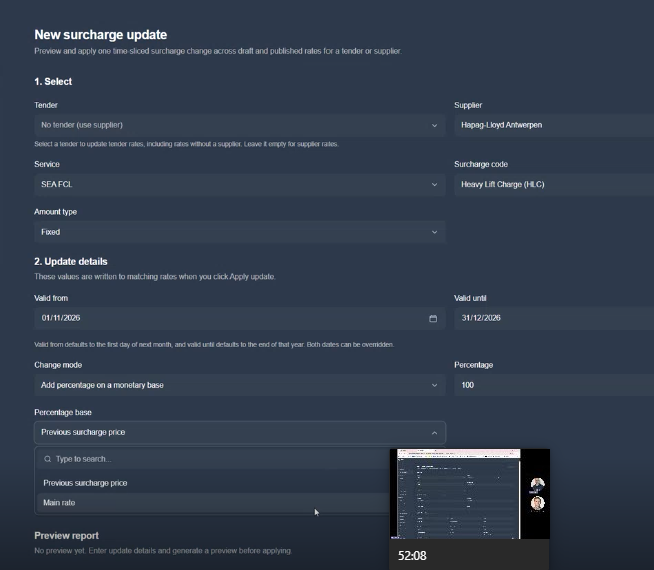 New surcharge update
Preview and apply one time-sliced surcharge change across draft and published rates for a tender or supplier.
1. Select
Tender
Supplier
No tender (use supplier)
Hapag-Lloyd Antwerpen
Select a tender to update tender rates, including rates without a supplier. Leave it empty for supplier rates.
Service
Surcharge code
SEA FCL
Heavy Lift Charge (HLC)
Amount type
Fixed
2. Update details
These values are written to matching rates when you click Apply update.
Valid from
Valid until
01/11/2026
31/12/2026
Valid from defaults to the first day of next month, and valid until defaults to the end of that year. Both dates can be overridden.
Change mode
Percentage
Add percentage on a monetary base
100
Percentage base
Previous surcharge price
Type to search...
Previous surcharge price
Main rate
Preview report
No preview yet. Enter update details and generate a preview before applying.
52:08